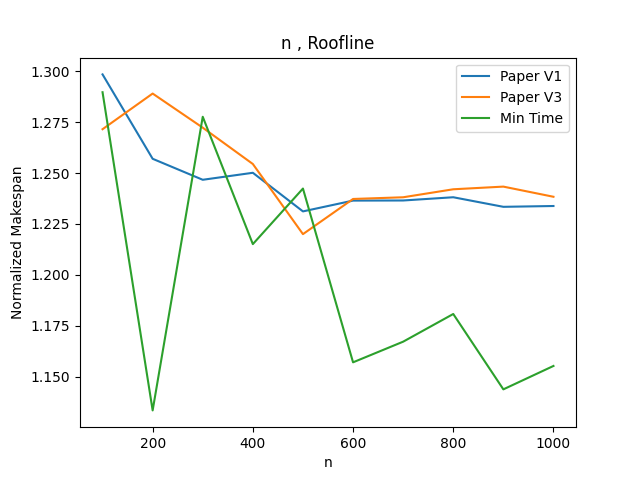 n , Roofline
Normalized Makespan
1.300
1.275
1.250
1.225
1.200
1.175
1.150
Paper V1
Paper V3
Min Time
200
400
600
800
1000
n